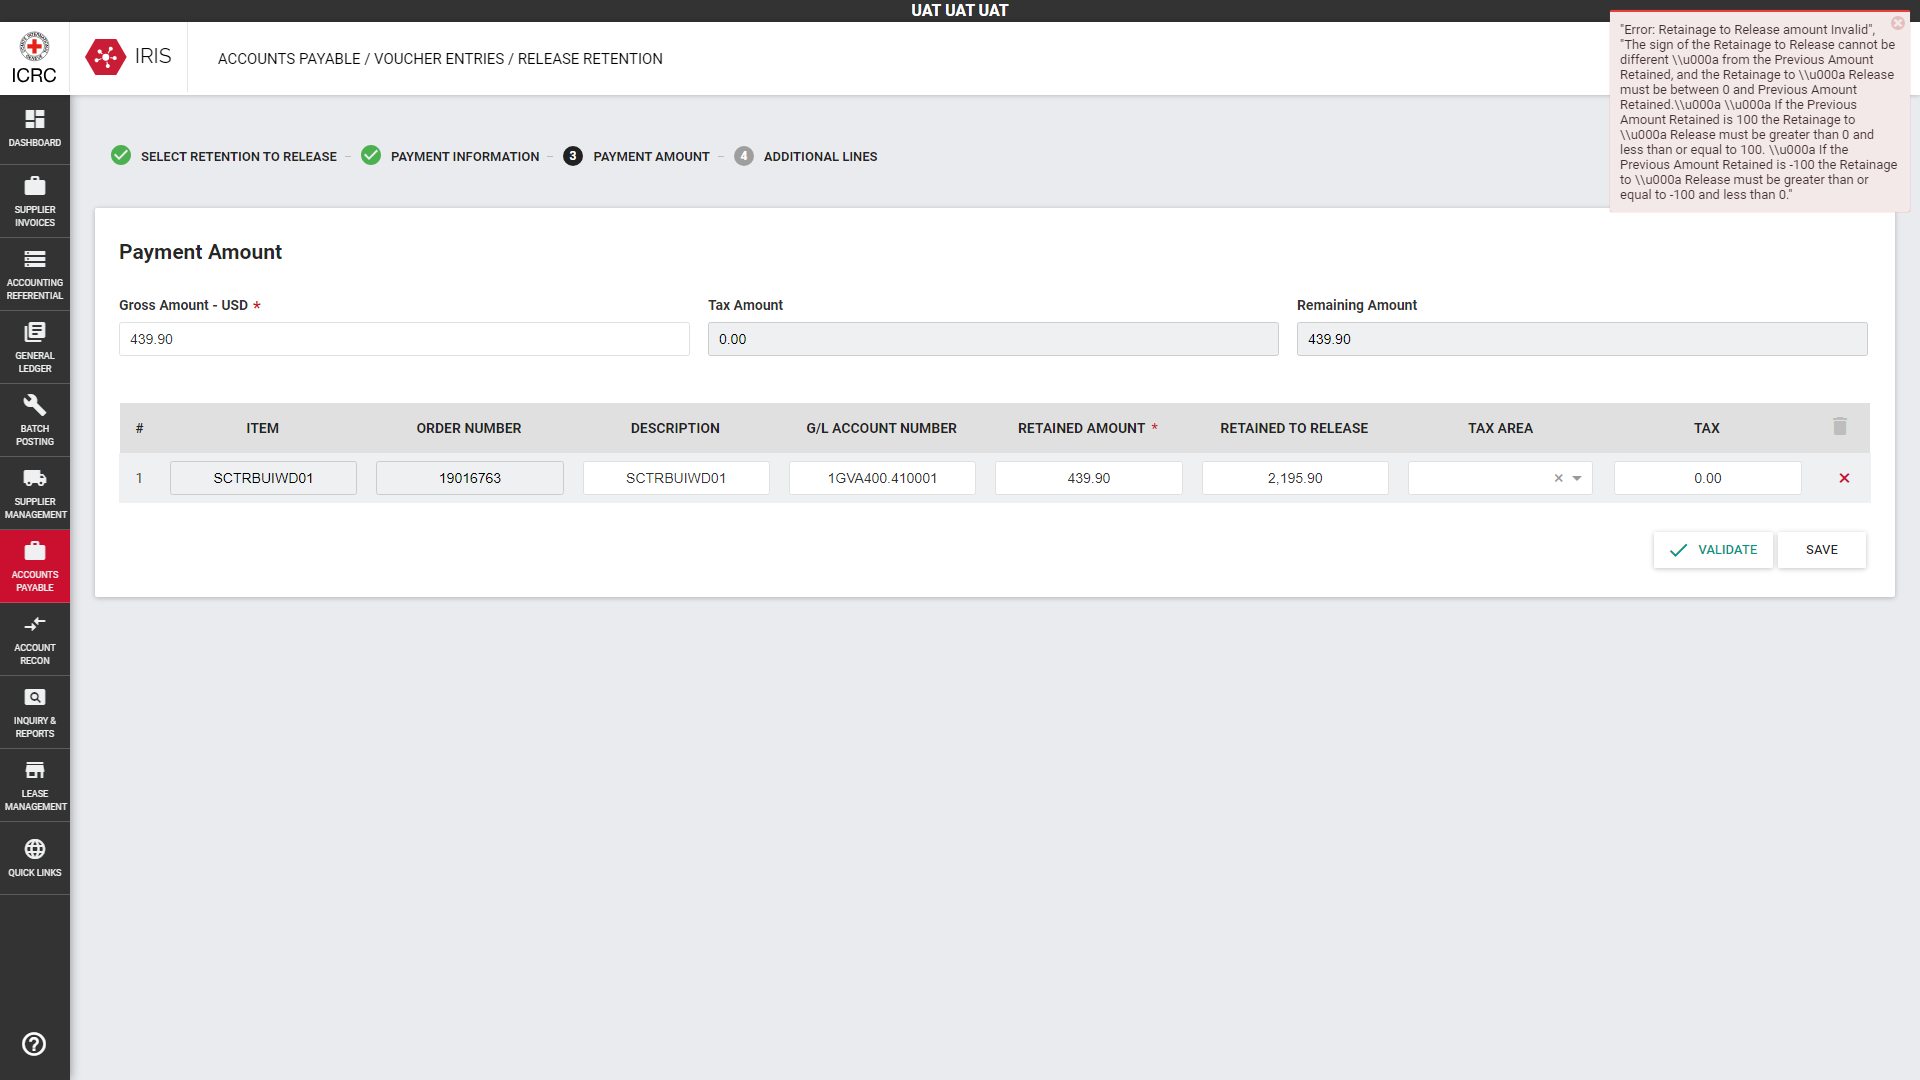 UAT UAT UAT
ICRC
IRIS
ACCOUNTS PAYABLE / VOUCHER ENTRIES / RELEASE RETENTION
"Error: Retainage to Release amount Invalid",
"The sign of the Retainage to Release cannot be
different \\u000a from the Previous Amount
Retained, and the Retainage to \\u000a Release
must be between 0 and Previous Amount
Retained.\\u000a \\u000a If the Previous
Amount Retained is 100 the Retainage to
\\u000a Release must be greater than 0 and
less than or equal to 100. \\u000a If the
Previous Amount Retained is -100 the Retainage
to \\u000a Release must be greater than or
equal to -100 and less than 0."
DASHBOARD
SUPPLIER
INVOICES
ACCOUNTING
REFERENTIAL
GENERAL
LEDGER
BATCH
POSTING
SUPPLIER
MANAGEMENT
ACCOUNTS
PAYABLE
ACCOUNT
RECON
INQUIRY &
REPORTS
LEASE
MANAGEMENT
QUICK LINKS
SELECT RETENTION TO RELEASE – PAYMENT INFORMATION – 3 PAYMENT AMOUNT – 4 ADDITIONAL LINES
Payment Amount
Gross Amount - USD * Tax Amount Remaining Amount
439.90 0.00 439.90
# ITEM ORDER NUMBER DESCRIPTION G/L ACCOUNT NUMBER RETAINED AMOUNT * RETAINED TO RELEASE TAX AREA TAX
1 SCTRBUIWD01 19016763 SCTRBUIWD01 1GVA400.410001 439.90 2,195.90 0.00
VALIDATE SAVE